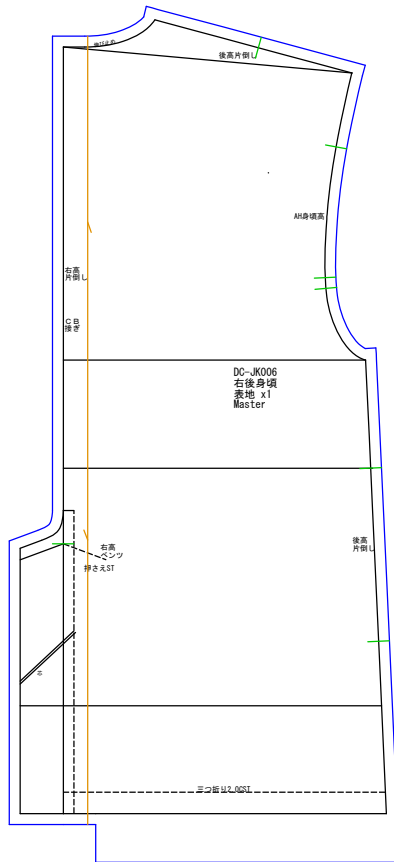 後高片倒し
AH身頃高
右高
片倒し
CB
接ぎ
DC-JK006
右後身頃
表地 x1
Master
右高
ベンツ
押さえST
後高
片倒し
芯
三つ折り2.0CST